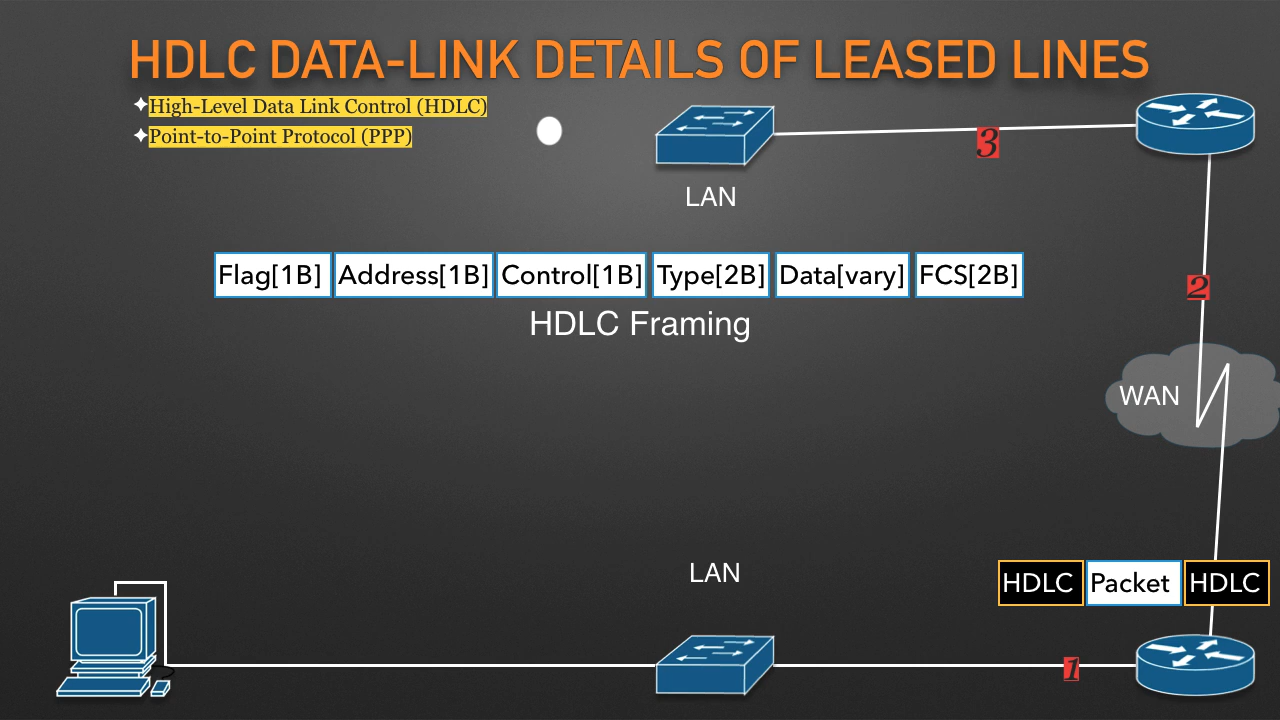 HDLC DATA-LINK DETAILS OF LEASED LINES
✦High-Level Data Link Control (HDLC)
✦Point-to-Point Protocol (PPP)
3
LAN
Flag[1B] Address[1B] Control[1B] Type[2B] Data[vary] FCS[2B]
2
HDLC Framing
WAN
LAN
HDLC Packet HDLC
1